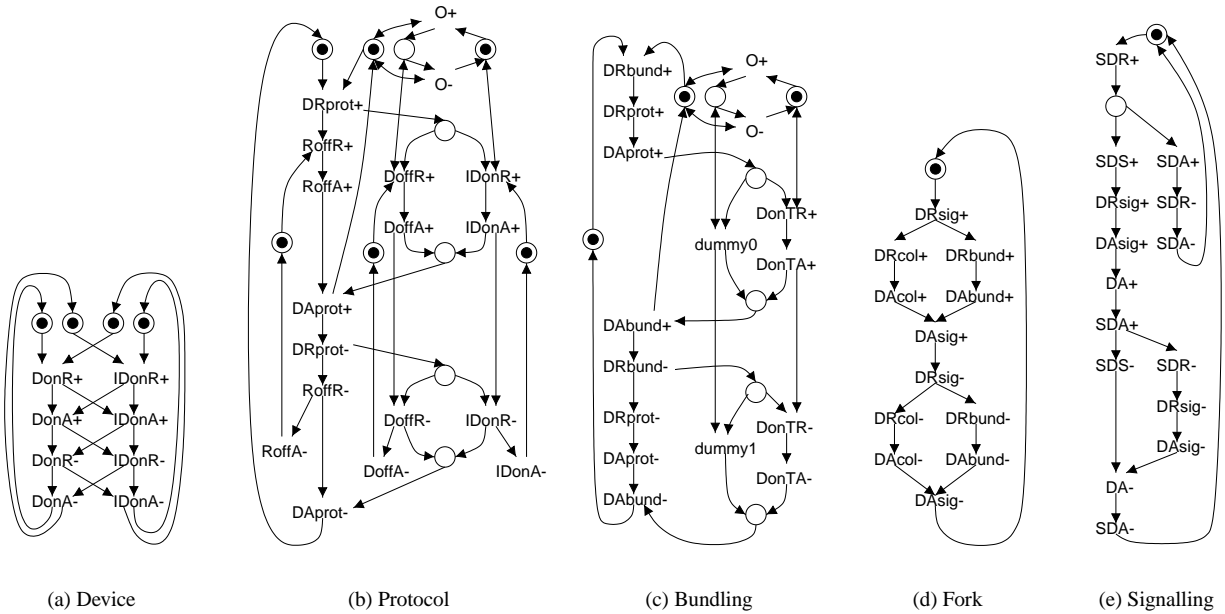 DonR+
IDonR+
DonA+
IDonA+
DonR-
IDonR-
DonA-
IDonA-
(a) Device
O+
O-
DRprot+
RoffR+
RoffA+
DoffR+
IDonR+
DoffA+
IDonA+
DAprot+
DRprot-
RoffR-
RoffA-
DoffR-
IDonR-
DoffA-
IDonA-
DAprot-
(b) Protocol
DRbund+
O+
DRprot+
O-
DAprot+
DonTR+
dummy0
DonTA+
DAbund+
DRbund-
DRprot-
DonTR-
dummy1
DAprot-
DonTA-
DAbund-
(c) Bundling
DRsig+
DRcol+
DRbund+
DAcol+
DAbund+
DAsig+
DRsig-
DRcol-
DRbund-
DAcol-
DAbund-
DAsig-
(d) Fork
SDR+
SDS+
SDA+
DRsig+
SDR-
DAsig+
SDA-
DA+
SDA+
SDS-
SDR-
DRsig-
DAsig-
DA-
SDA-
(e) Signalling